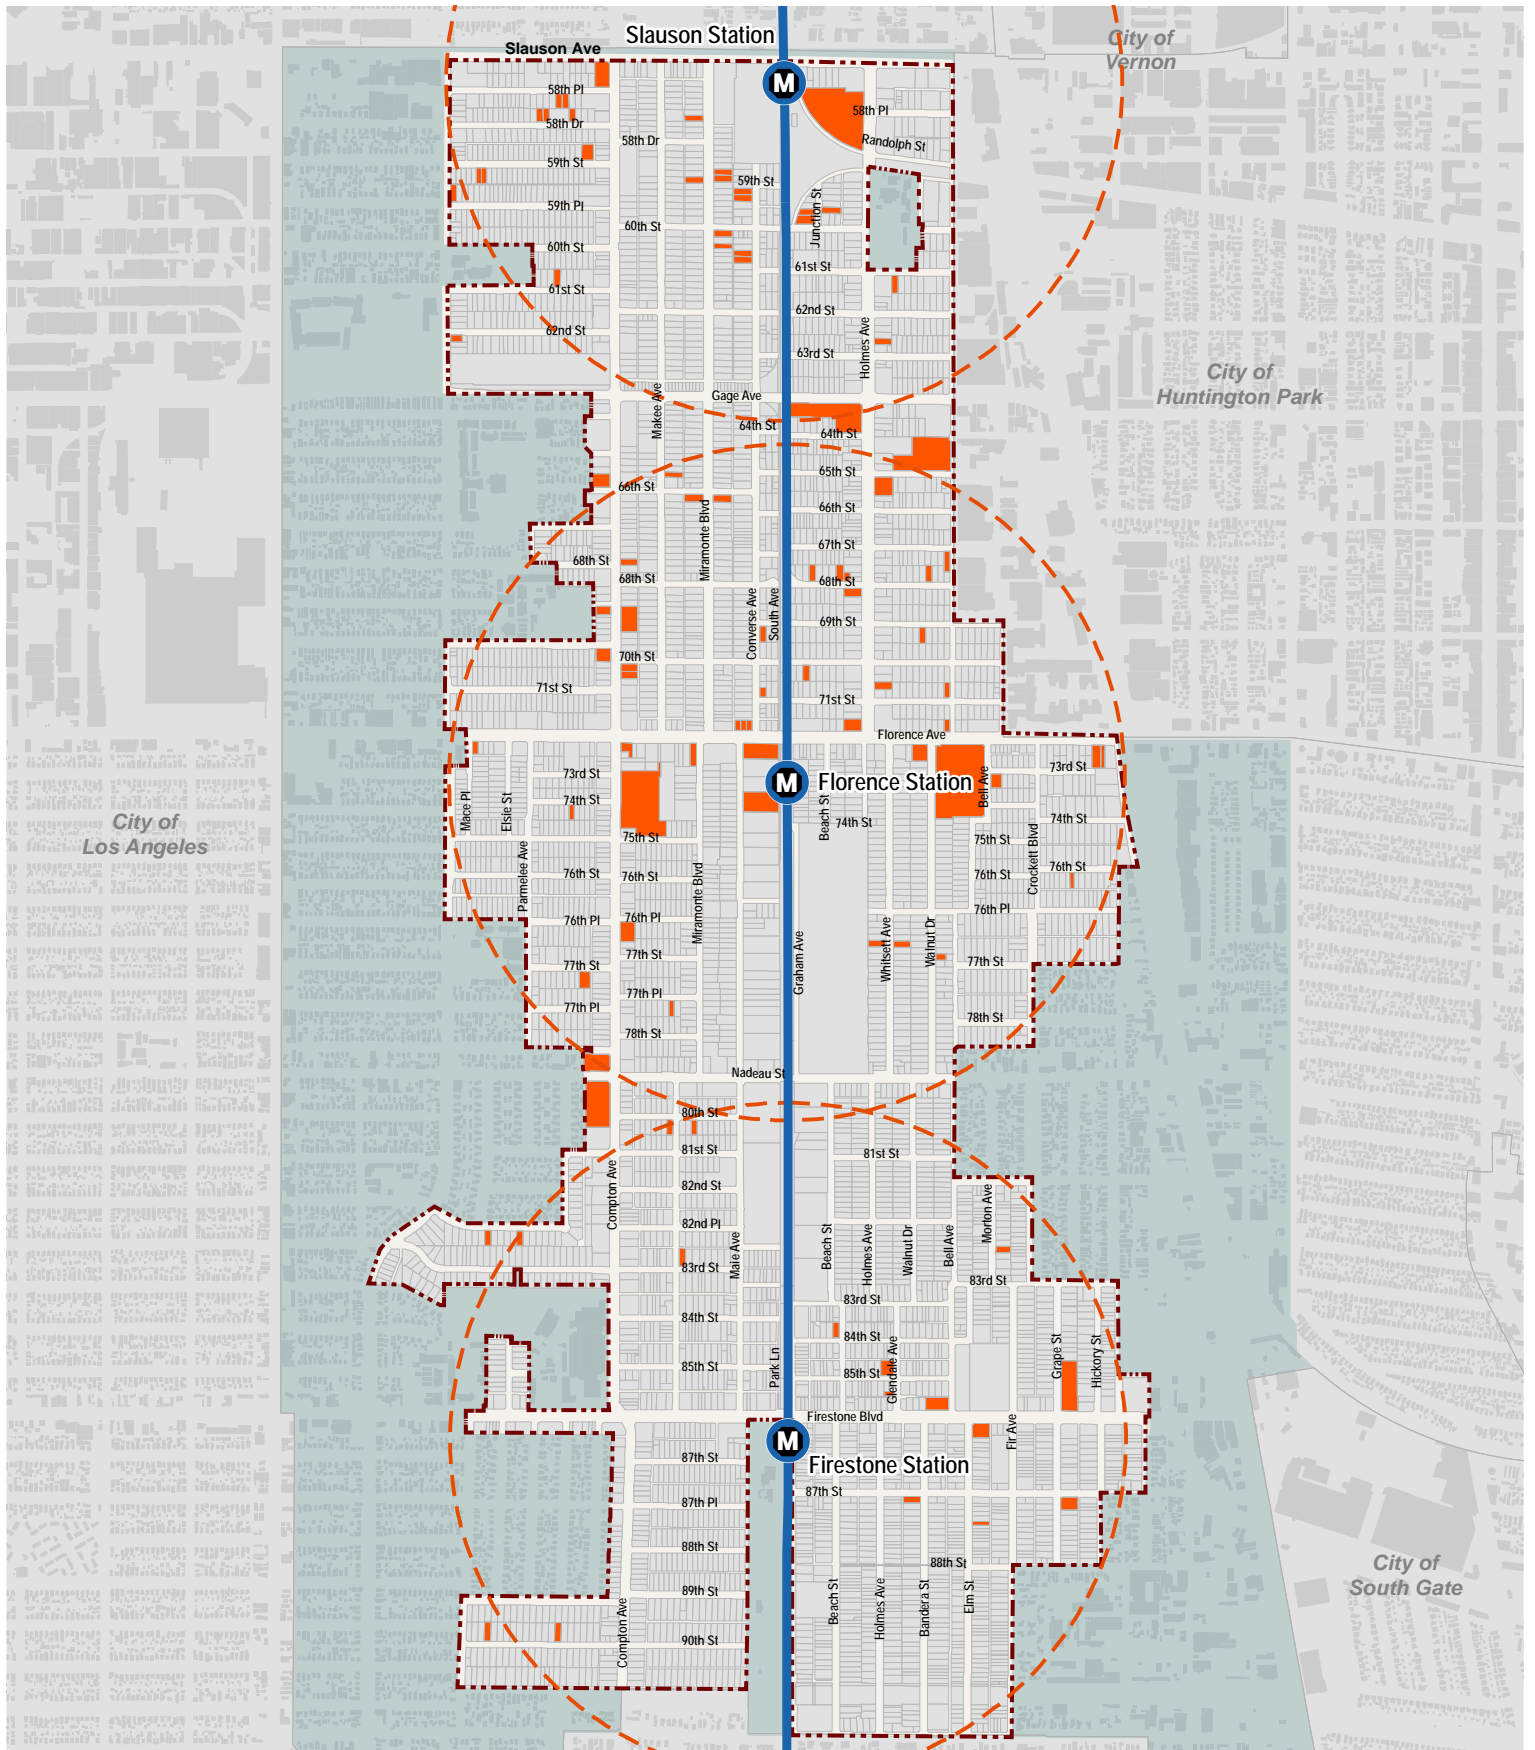 Slauson Station
City of
Vernon
Slauson Ave
M
58th Pl
58th Pl
58th Dr
58th Dr
Randolph St
59th St
59th St
59th Pl
Junction St
60th St
60th St
61st St
61st St
62nd St
62nd St
Holmes Ave
63rd St
City of
Huntington Park
Makee Ave
Gage Ave
64th St
64th St
65th St
66th St
66th St
Miramonte Blvd
67th St
68th St
68th St
68th St
Converse Ave
South Ave
69th St
70th St
71st St
71st St
Florence Ave
M
Florence Station
73rd St
73rd St
Bell Ave
Mace Pl
Elsie St
74th St
Beach St
74th St
74th St
City of
Los Angeles
75th St
75th St
Crockett Blvd
Parmelee Ave
76th St
76th St
76th St
76th St
Miramonte Blvd
76th Pl
76th Pl
76th Pl
Whitsett Ave
Walnut Dr
Graham Ave
77th St
77th St
77th St
77th Pl
77th Pl
78th St
78th St
Nadeau St
80th St
81st St
81st St
82nd St
Compton Ave
Morton Ave
82nd Pl
Maie Ave
Beach St
Holmes Ave
Walnut Dr
Bell Ave
83rd St
83rd St
83rd St
84th St
84th St
Park Ln
85th St
85th St
Glendale Ave
Grape St
Hickory St
Firestone Blvd
Fir Ave
M
Firestone Station
87th St
87th St
87th Pl
88th St
88th St
City of
South Gate
89th St
Beach St
Holmes Ave
Bandera St
Elm St
Compton Ave
90th St